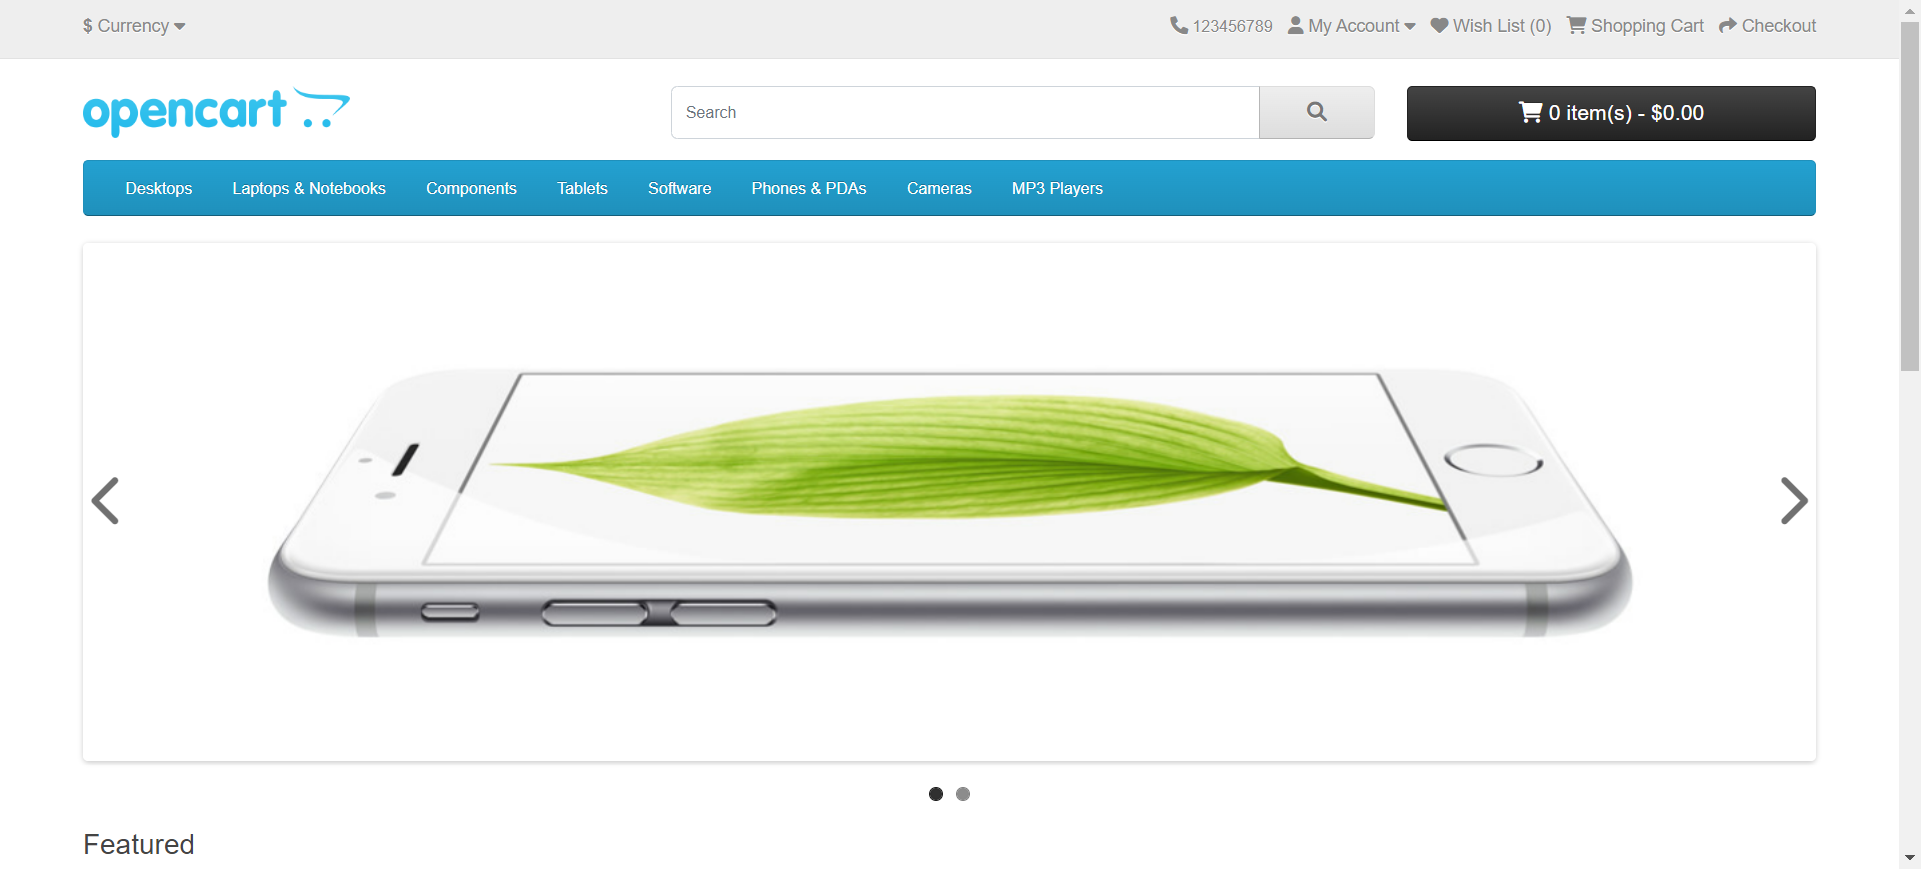 $ Currency
123456789 My Account Wish List (0) Shopping Cart Checkout
opencart
Search
0 item(s) - $0.00
Desktops Laptops & Notebooks Components Tablets Software Phones & PDAs Cameras MP3 Players
Featured